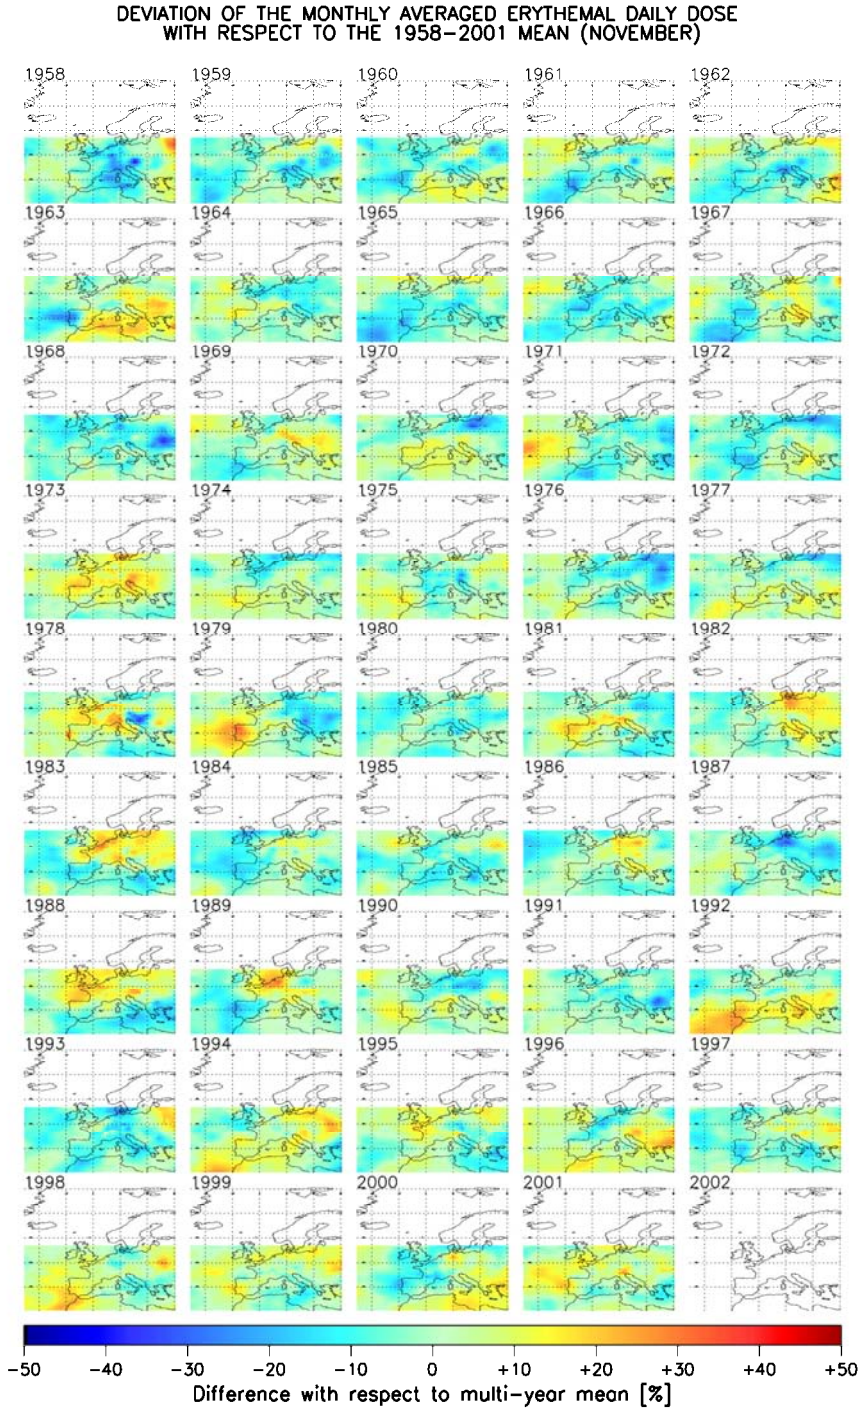 DEVIATION OF THE MONTHLY AVERAGED ERYTHEMAL DAILY DOSE
WITH RESPECT TO THE 1958-2001 MEAN (NOVEMBER)
1958 1959 1960 1961 1962
1963 1964 1965 1966 1967
1968 1969 1970 1971 1972
1973 1974 1975 1976 1977
1978 1979 1980 1981 1982
1983 1984 1985 1986 1987
1988 1989 1990 1991 1992
1993 1994 1995 1996 1997
1998 1999 2000 2001 2002
-50 -40 -30 -20 -10 0 +10 +20 +30 +40 +50
Difference with respect to multi-year mean [%]